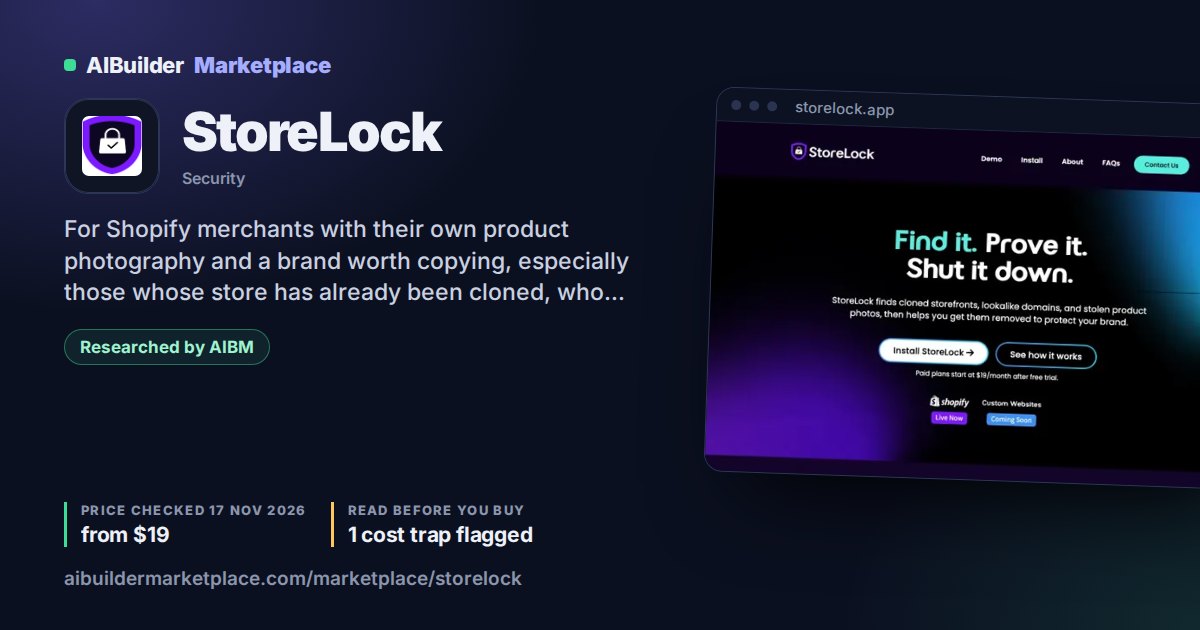 AIBuilder Marketplace
StoreLock
Security
For Shopify merchants with their own product
photography and a brand worth copying, especially
those whose store has already been cloned, who...
Researched by AIBM
PRICE CHECKED 17 NOV 2026
from $19
READ BEFORE YOU BUY
1 cost trap flagged
aibuildermarketplace.com/marketplace/storelock
storelock.app
StoreLock
Demo
Install
About
FAQs
Contact Us
Find it. Prove it.
Shut it down.
StoreLock finds cloned storefronts, lookalike domains, and stolen product
photos, then helps you get them removed to protect your brand.
Install StoreLock →
See how it works
Paid plans start at $19/month after free trial.
shopify
Custom Websites
Live Now
Coming Soon